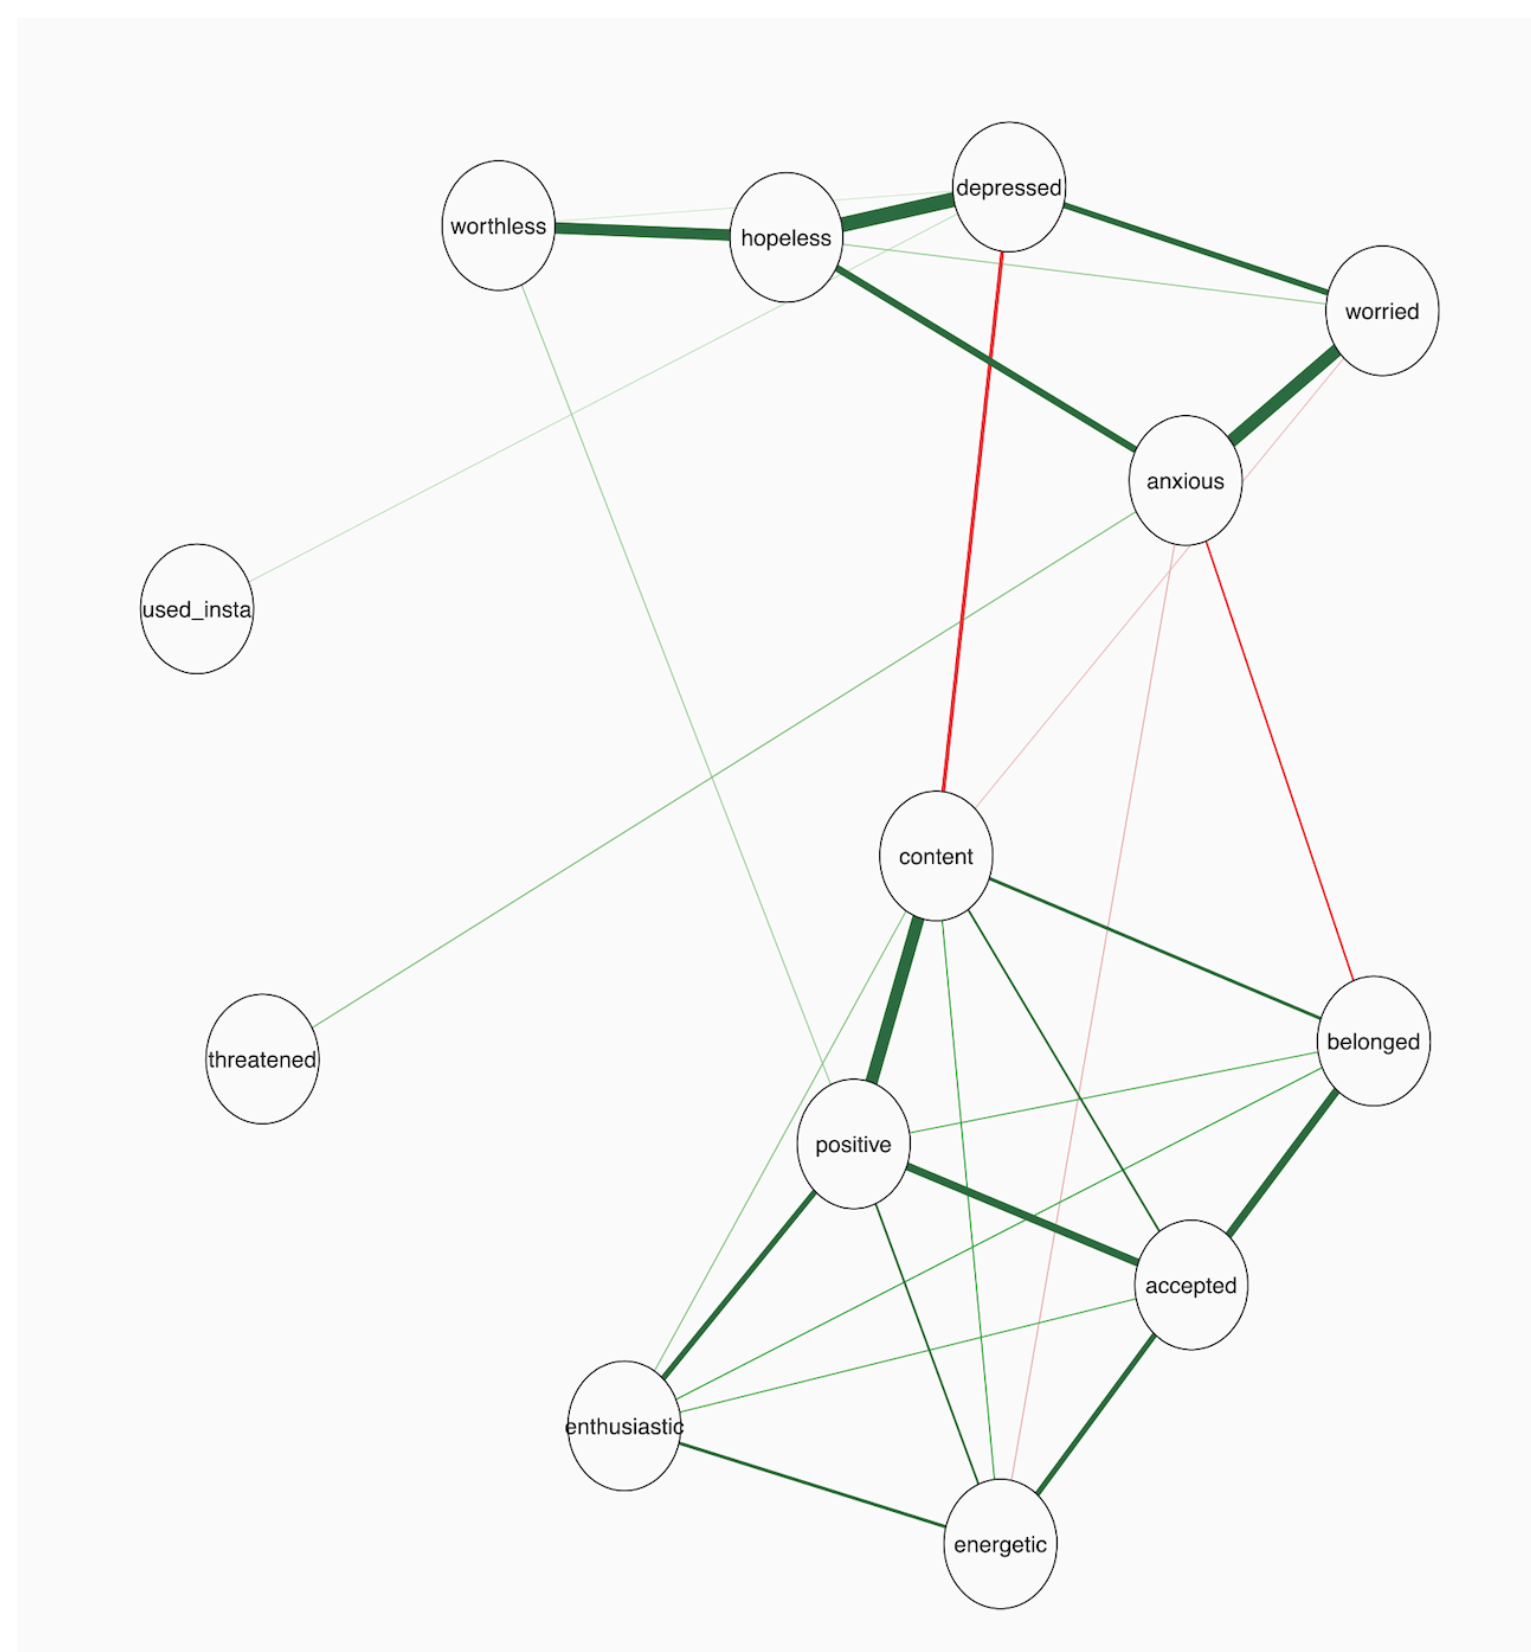 depressed
worthless
hopeless
worried
anxious
used_insta
content
belonged
threatened
positive
accepted
enthusiastic
energetic